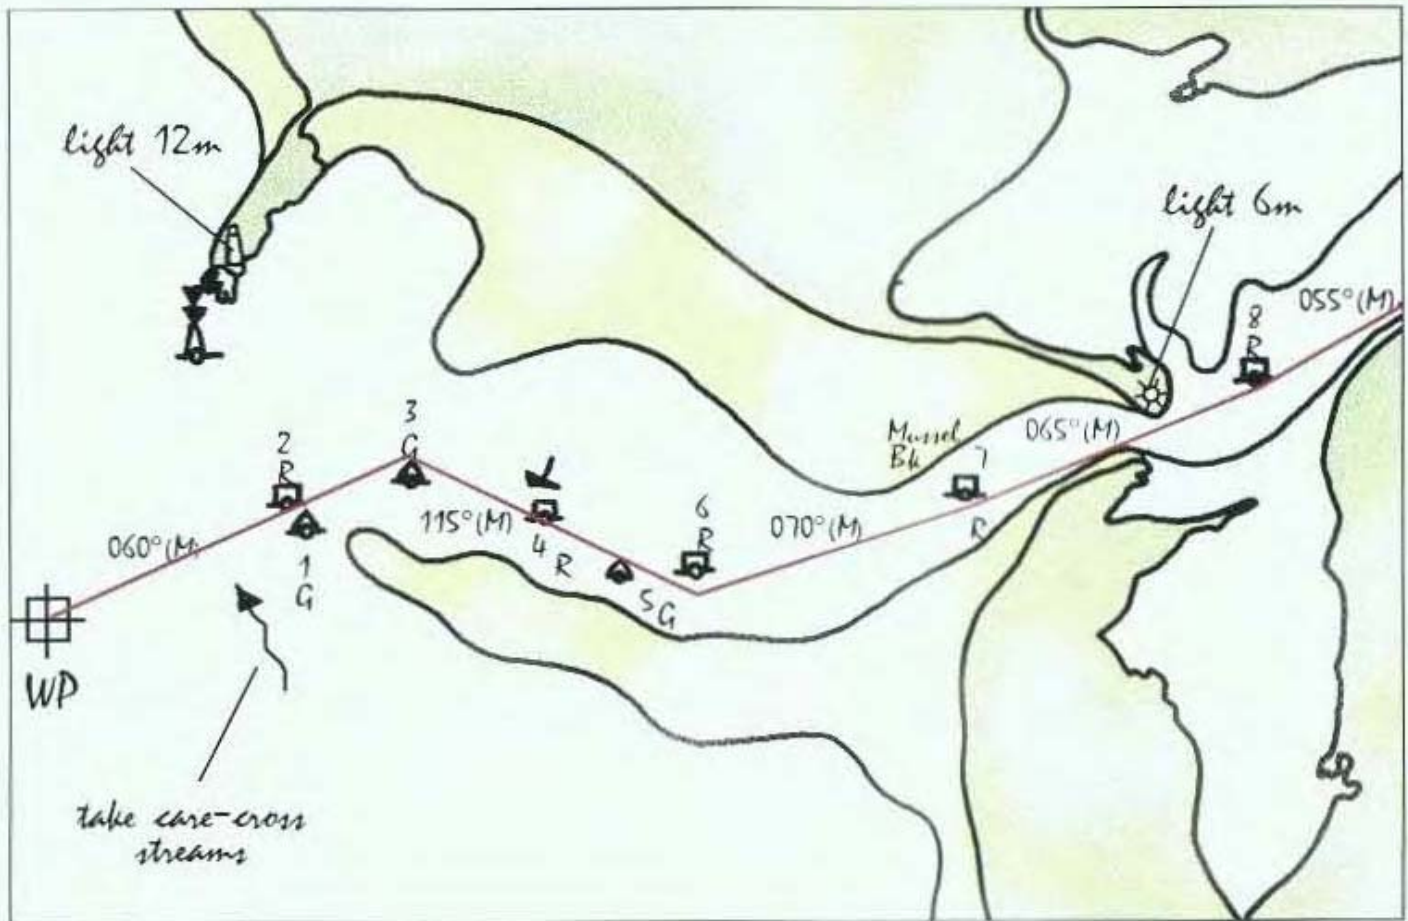 light 12m
light 6m
055°(M)
8
R
3
G
Mussel
Bk
065°(M)
7
R
2
R
115°(M)
4
R
6
R
070°(M)
060°(M)
1
G
5
G
WP
take care-cross
streams